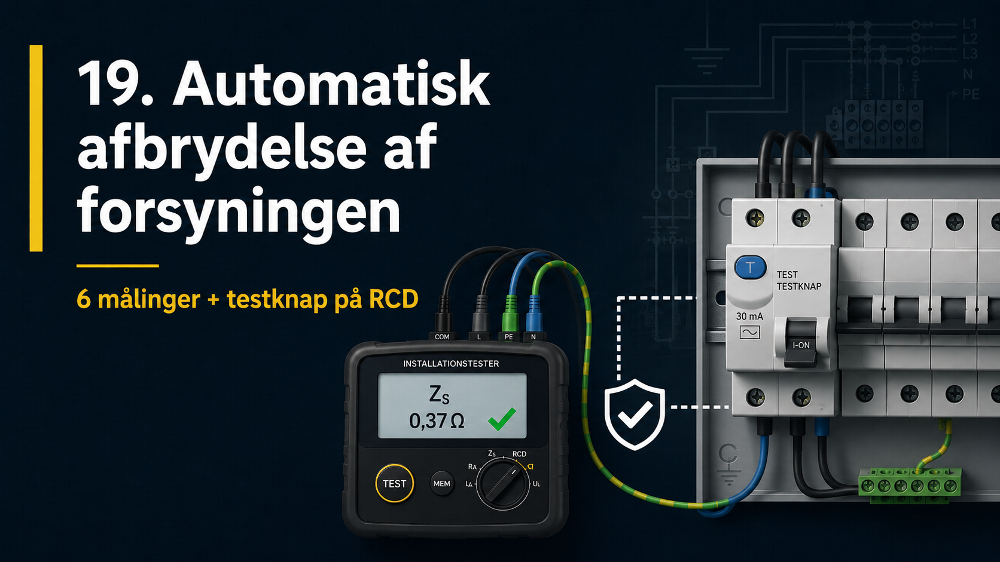 19. Automatisk
afbrydelse af
forsyningen
6 målinger + testknap på RCD
L1
L2
L3
N
PE
T
TEST
TESTKNAP
30 mA
I-ON
COM
L
PE
N
INSTALLATIONSTESTER
Zs
0,37 Ω
Zs
RCD
RA
UL
TEST
MEM